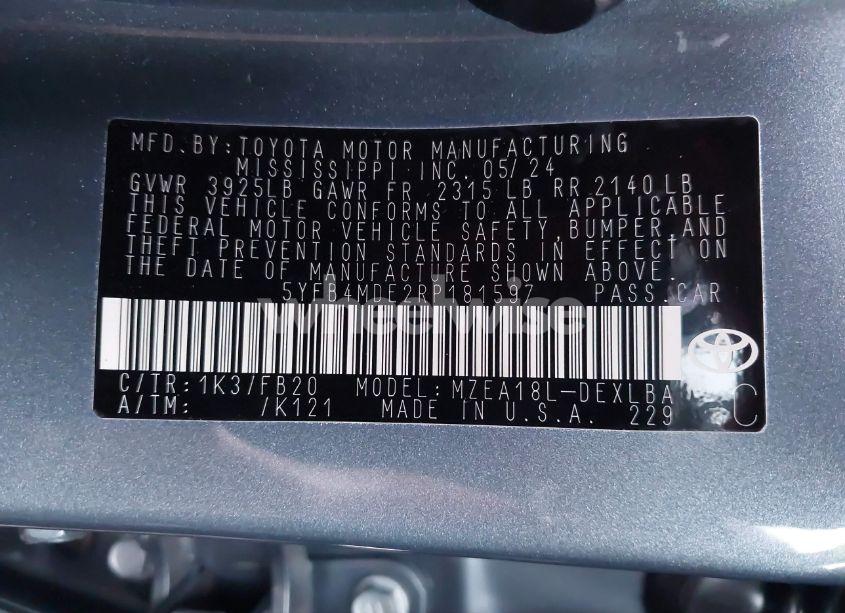 MFD. BY: TOYOTA MOTOR MANUFACTURING
MISSISSIPPI INC. 05/24
GVWR 3925LB GAWR FR 2315 LB RR 2140 LB
THIS VEHICLE CONFORMS TO ALL APPLICABLE
FEDERAL MOTOR VEHICLE SAFETY, BUMPER, AND
THEFT PREVENTION STANDARDS IN EFFECT ON
THE DATE OF MANUFACTURE SHOWN ABOVE.
5YFB4MDE2RP181597 PASS. CAR
wheelwise
C/TR: 1K3/FB20 MODEL: MZEA18L-DEXLBA
A/TM: /K121 MADE IN U.S.A. 229
C